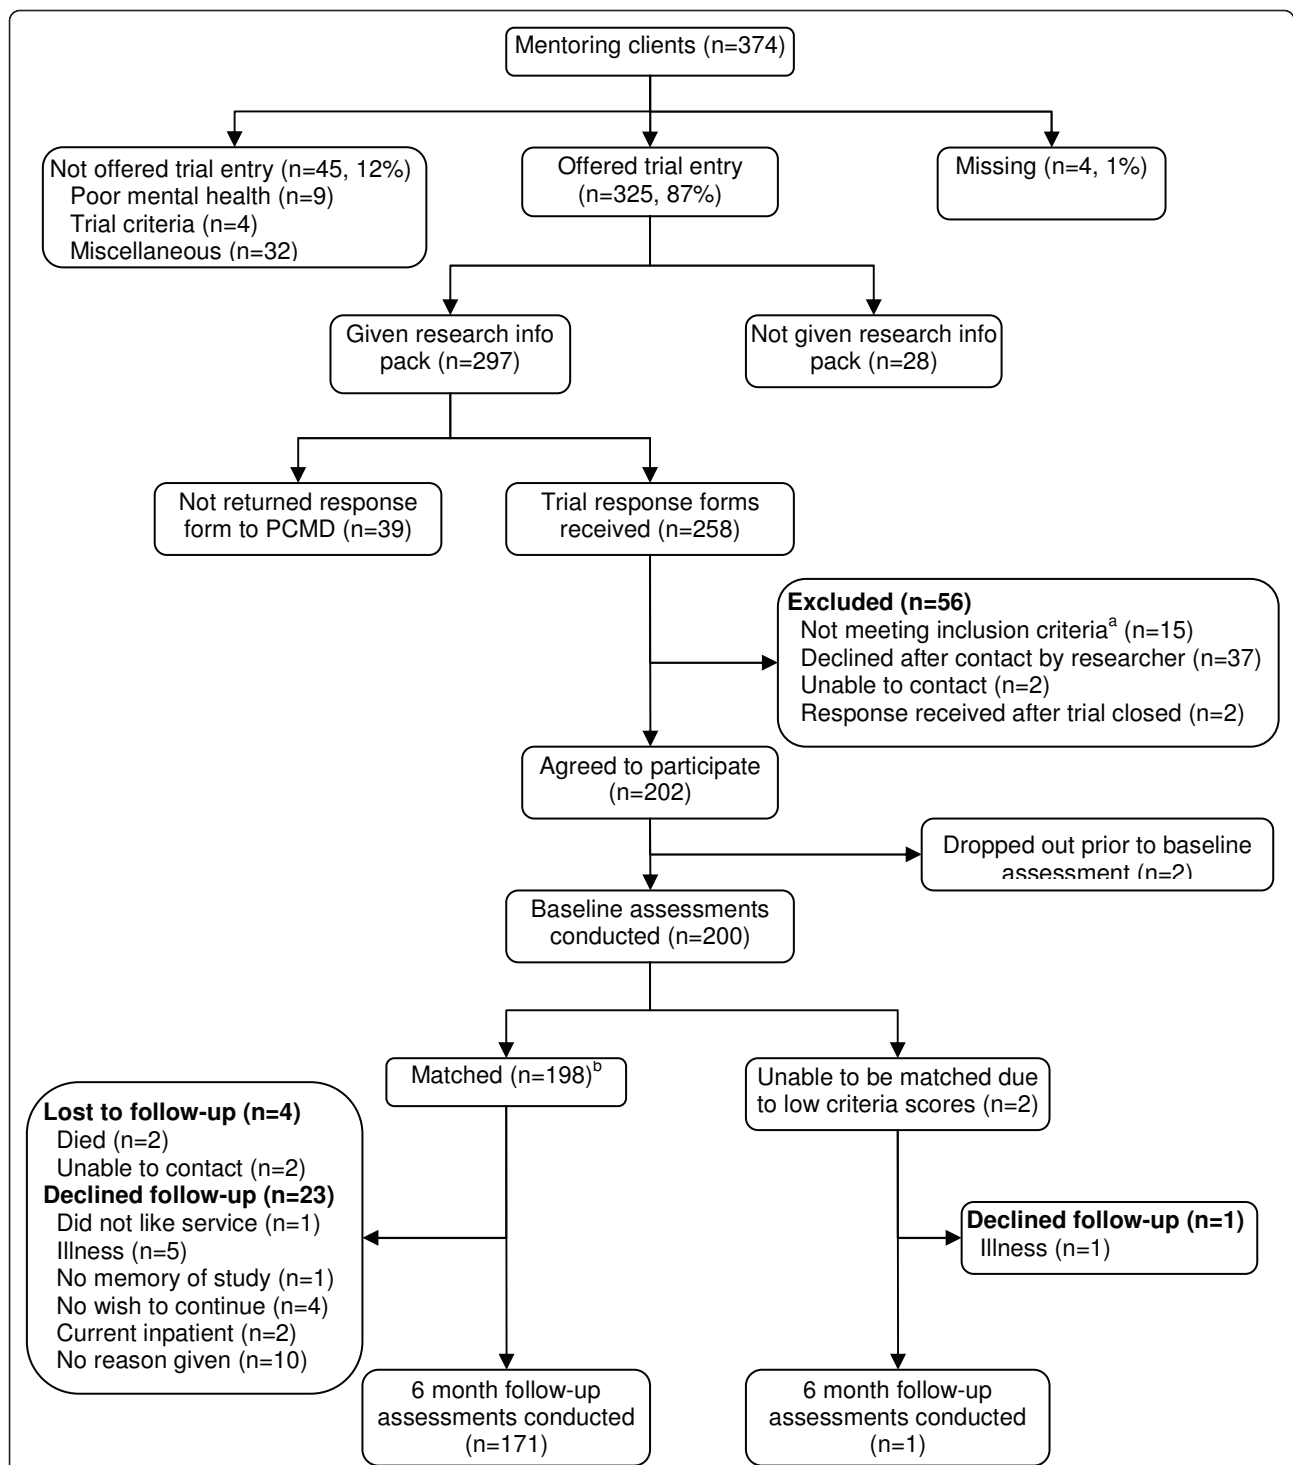 Mentoring clients (n=374)
Not offered trial entry (n=45, 12%)
Poor mental health (n=9)
Trial criteria (n=4)
Miscellaneous (n=32)
Offered trial entry
(n=325, 87%)
Missing (n=4, 1%)
Given research info
pack (n=297)
Not given research info
pack (n=28)
Not returned response
form to PCMD (n=39)
Trial response forms
received (n=258)
Excluded (n=56)
Not meeting inclusion criteriaᵃ (n=15)
Declined after contact by researcher (n=37)
Unable to contact (n=2)
Response received after trial closed (n=2)
Agreed to participate
(n=202)
Dropped out prior to baseline
assessment (n=2)
Baseline assessments
conducted (n=200)
Matched (n=198)ᵇ
Unable to be matched due
to low criteria scores (n=2)
Lost to follow-up (n=4)
Died (n=2)
Unable to contact (n=2)
Declined follow-up (n=23)
Did not like service (n=1)
Illness (n=5)
No memory of study (n=1)
No wish to continue (n=4)
Current inpatient (n=2)
No reason given (n=10)
Declined follow-up (n=1)
Illness (n=1)
6 month follow-up
assessments conducted
(n=171)
6 month follow-up
assessments conducted
(n=1)